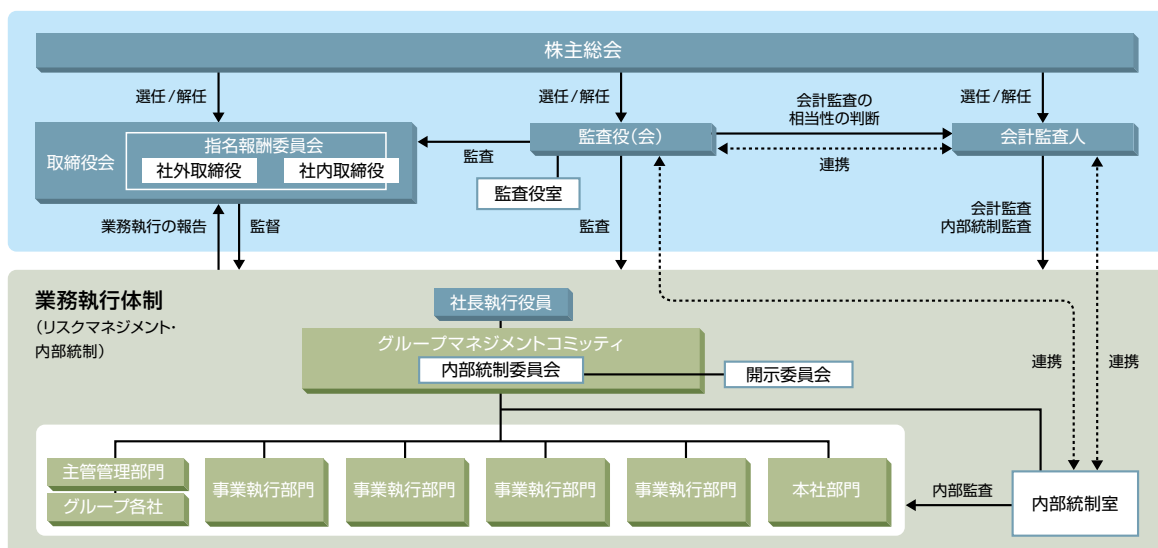 株主総会
選任/解任
選任/解任
会計監査の
相当性の判断
選任/解任
取締役会
指名報酬委員会
社外取締役
社内取締役
監査
監査役(会)
連携
会計監査人
監査役室
業務執行の報告
監督
監査
会計監査
内部統制監査
業務執行体制
(リスクマネジメント・
内部統制)
社長執行役員
グループマネジメントコミッティ
内部統制委員会
開示委員会
連携
連携
主管管理部門
グループ各社
事業執行部門
事業執行部門
事業執行部門
事業執行部門
本社部門
内部監査
内部統制室